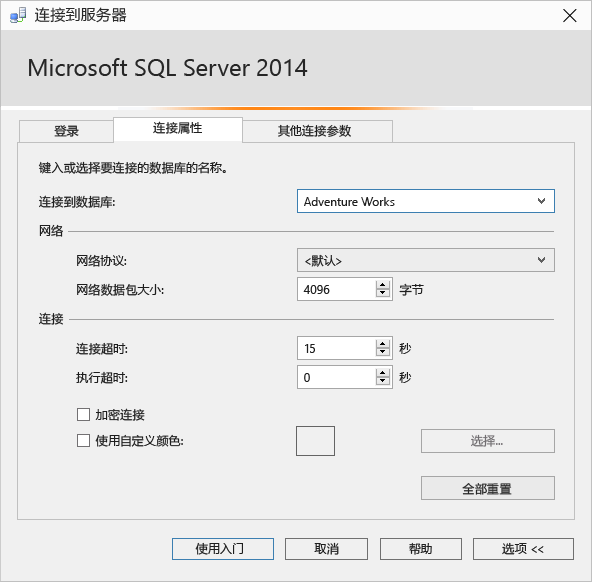 连接到服务器
Microsoft SQL Server 2014
登录
连接属性
其他连接参数
键入或选择要连接的数据库的名称。
连接到数据库:
Adventure Works
网络
网络协议:
<默认>
网络数据包大小:
4096
字节
连接
连接超时:
15
秒
执行超时:
0
秒
加密连接
使用自定义颜色:
选择...
全部重置
使用入门
取消
帮助
选项 <<